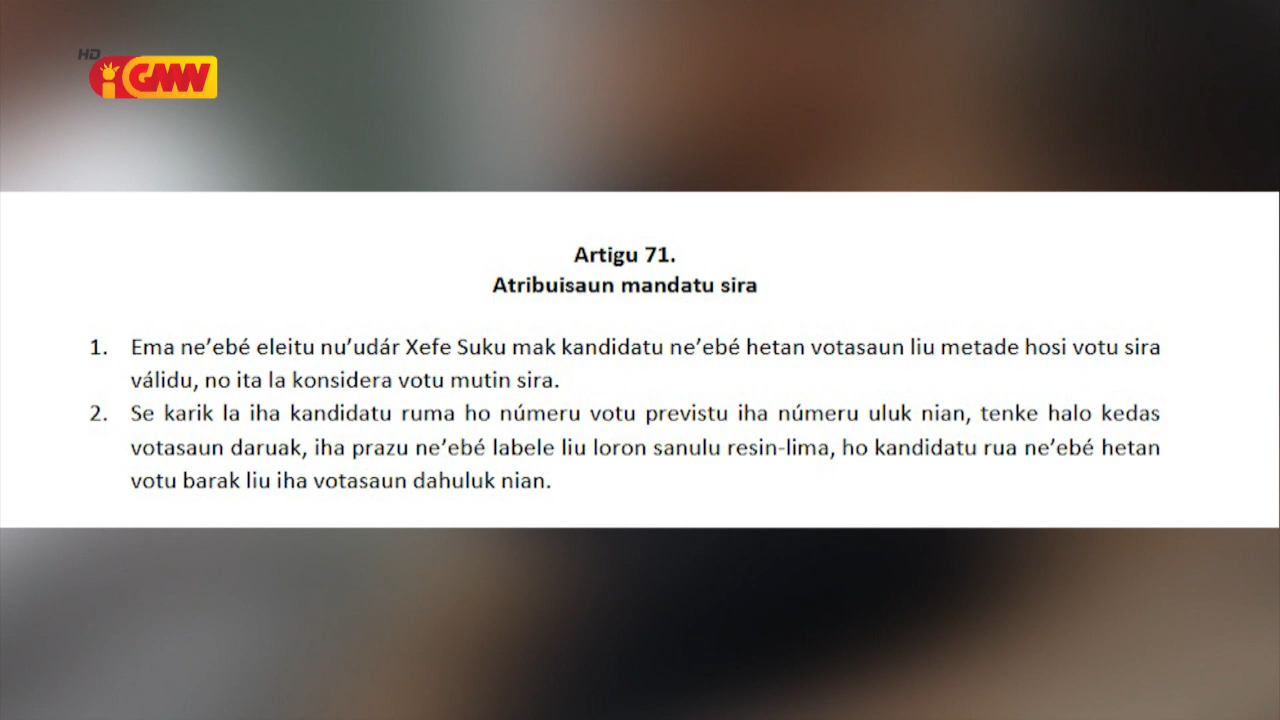 HD
GMN
Artigu 71.
Atribuisaun mandatu sira
1. Ema ne’ebé eleitu nu’udár Xefe Suku mak kandidatu ne’ebé hetan votasaun liu metade hosi votu sira
válidu, no ita la konsidera votu mutin sira.
2. Se karik la iha kandidatu ruma ho númeru votu previstu iha númeru uluk nian, tenke halo kedas
votasaun daruak, iha prazu ne’ebé labele liu loron sanulu resin-lima, ho kandidatu rua ne’ebé hetan
votu barak liu iha votasaun dahuluk nian.